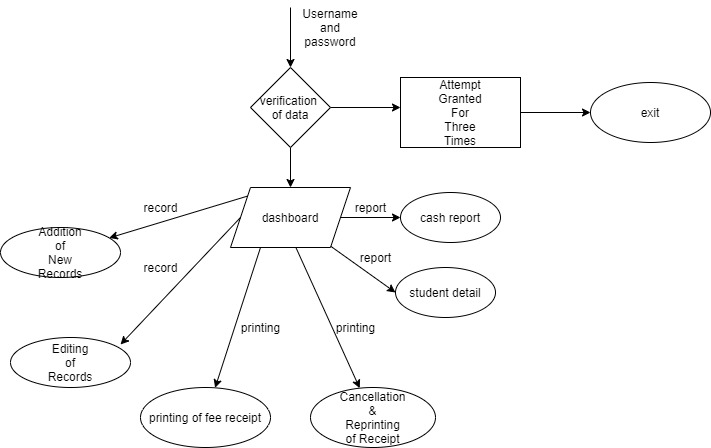 Username
and
password
verification
of data
Attempt
Granted
For
Three
Times
exit
record
dashboard
report
cash report
Addition
of
New
Records
record
report
student detail
printing
printing
Editing
of
Records
printing of fee receipt
Cancellation
&
Reprinting
of Receipt